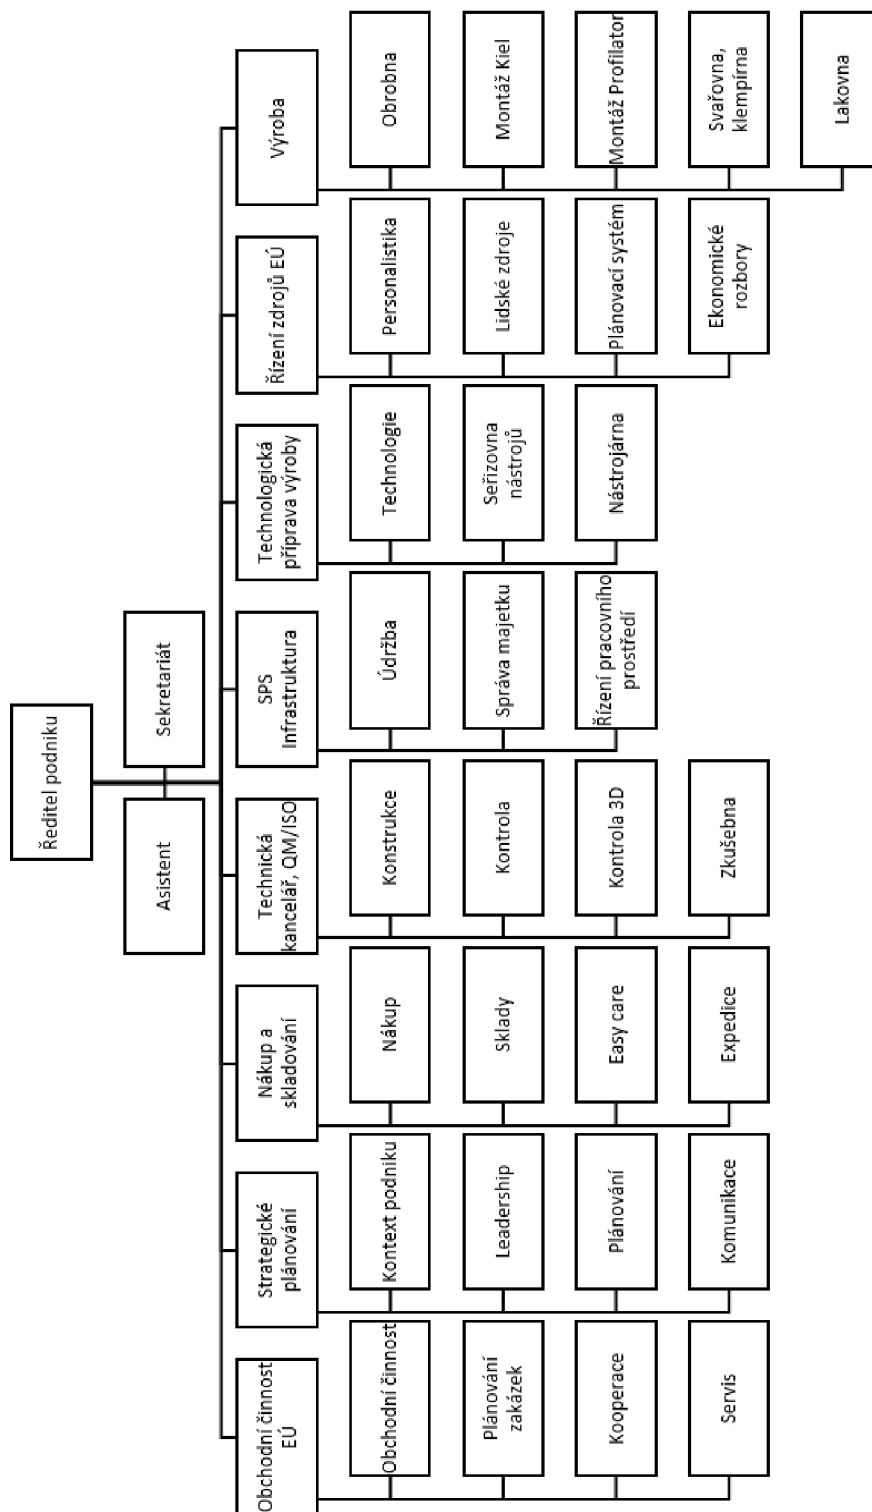 Ředitel podniku
Asistent
Sekretariát
Obchodní činnost
EÚ
Obchodní činnost
Plánování
zakázek
Kooperace
Servis
Strategické
plánování
Kontext podniku
Leadership
Plánování
Komunikace
Nákup a
skladování
Nákup
Sklady
Easy care
Expedice
Technická
kancelář, QM/ISO
Konstrukce
Kontrola
Kontrola 3D
Zkušebna
SPS
Infrastruktura
Údržba
Správa majetku
Řízení pracovního
prostředí
Technologická
příprava výroby
Technologie
Seřizovna
nástrojů
Nástrojárna
Řízení zdrojů EÚ
Personalistika
Lidské zdroje
Plánovací systém
Ekonomické
rozbory
Výroba
Obrobna
Montáž Kiel
Montáž Profilator
Svařovna,
klempírna
Lakovna